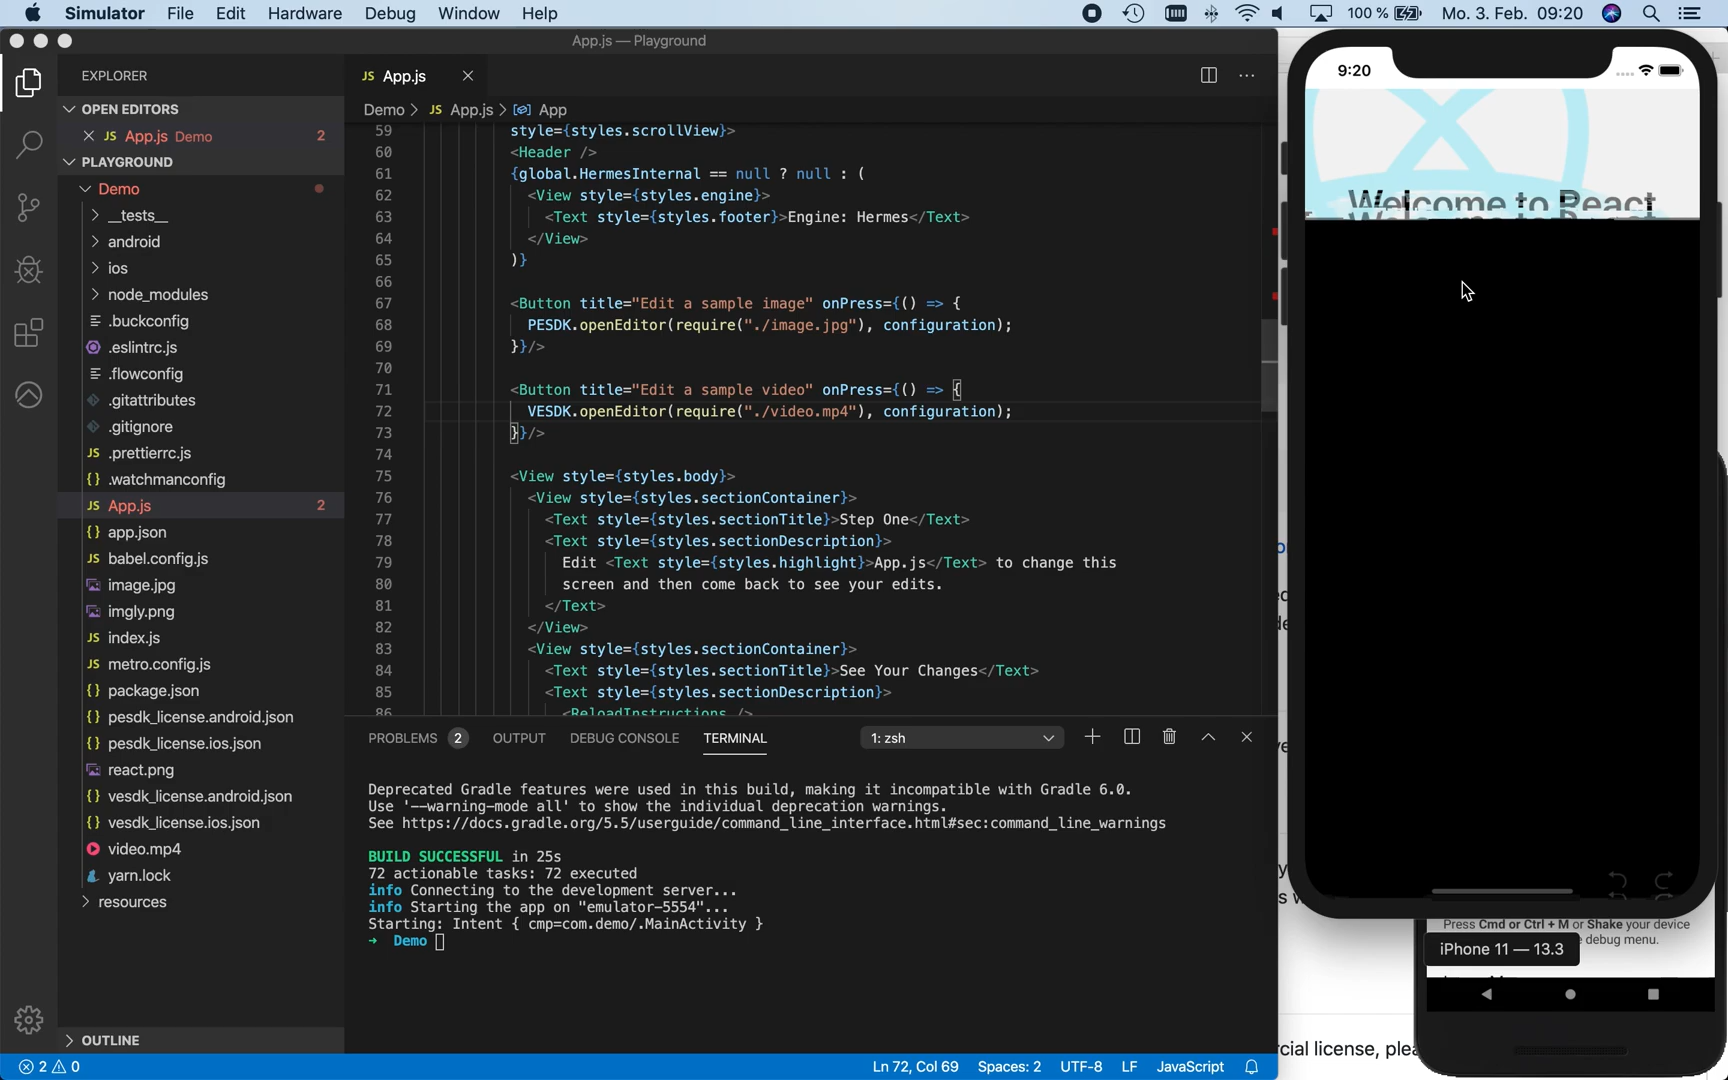 Simulator File Edit Hardware Debug Window Help
100 % Mo. 3. Feb. 09:20
App.js — Playground
EXPLORER
OPEN EDITORS
JS App.js Demo 2
PLAYGROUND
Demo
__tests__
android
ios
node_modules
.buckconfig
.eslintrc.js
.flowconfig
.gitattributes
.gitignore
JS .prettierrc.js
{} .watchmanconfig
JS App.js 2
{} app.json
JS babel.config.js
image.jpg
imgly.png
JS index.js
JS metro.config.js
{} package.json
{} pesdk_license.android.json
{} pesdk_license.ios.json
react.png
{} vesdk_license.android.json
{} vesdk_license.ios.json
video.mp4
yarn.lock
resources
OUTLINE
JS App.js
Demo > JS App.js > App
59 style={styles.scrollView}>
60 <Header />
61 {global.HermesInternal == null ? null : (
62 <View style={styles.engine}>
63 <Text style={styles.footer}>Engine: Hermes</Text>
64 </View>
65 )}
66
67 <Button title="Edit a sample image" onPress={() => {
68 PESDK.openEditor(require("./image.jpg"), configuration);
69 }}/>
70
71 <Button title="Edit a sample video" onPress={() => {
72 VESDK.openEditor(require("./video.mp4"), configuration);
73 }}/>
74
75 <View style={styles.body}>
76 <View style={styles.sectionContainer}>
77 <Text style={styles.sectionTitle}>Step One</Text>
78 <Text style={styles.sectionDescription}>
79 Edit <Text style={styles.highlight}>App.js</Text> to change this
80 screen and then come back to see your edits.
81 </Text>
82 </View>
83 <View style={styles.sectionContainer}>
84 <Text style={styles.sectionTitle}>See Your Changes</Text>
85 <Text style={styles.sectionDescription}>
86 <ReloadInstructions />
PROBLEMS 2 OUTPUT DEBUG CONSOLE TERMINAL 1: zsh
Deprecated Gradle features were used in this build, making it incompatible with Gradle 6.0.
Use '--warning-mode all' to show the individual deprecation warnings.
See https://docs.gradle.org/5.5/userguide/command_line_interface.html#sec:command_line_warnings
BUILD SUCCESSFUL in 25s
72 actionable tasks: 72 executed
info Connecting to the development server...
info Starting the app on "emulator-5554"...
Starting: Intent { cmp=com.demo/.MainActivity }
➜ Demo
2 0 Ln 72, Col 69 Spaces: 2 UTF-8 LF JavaScript
9:20
Welcome to React
Press Cmd or Ctrl + M or Shake your device
debug menu.
iPhone 11 — 13.3
cial license, plea